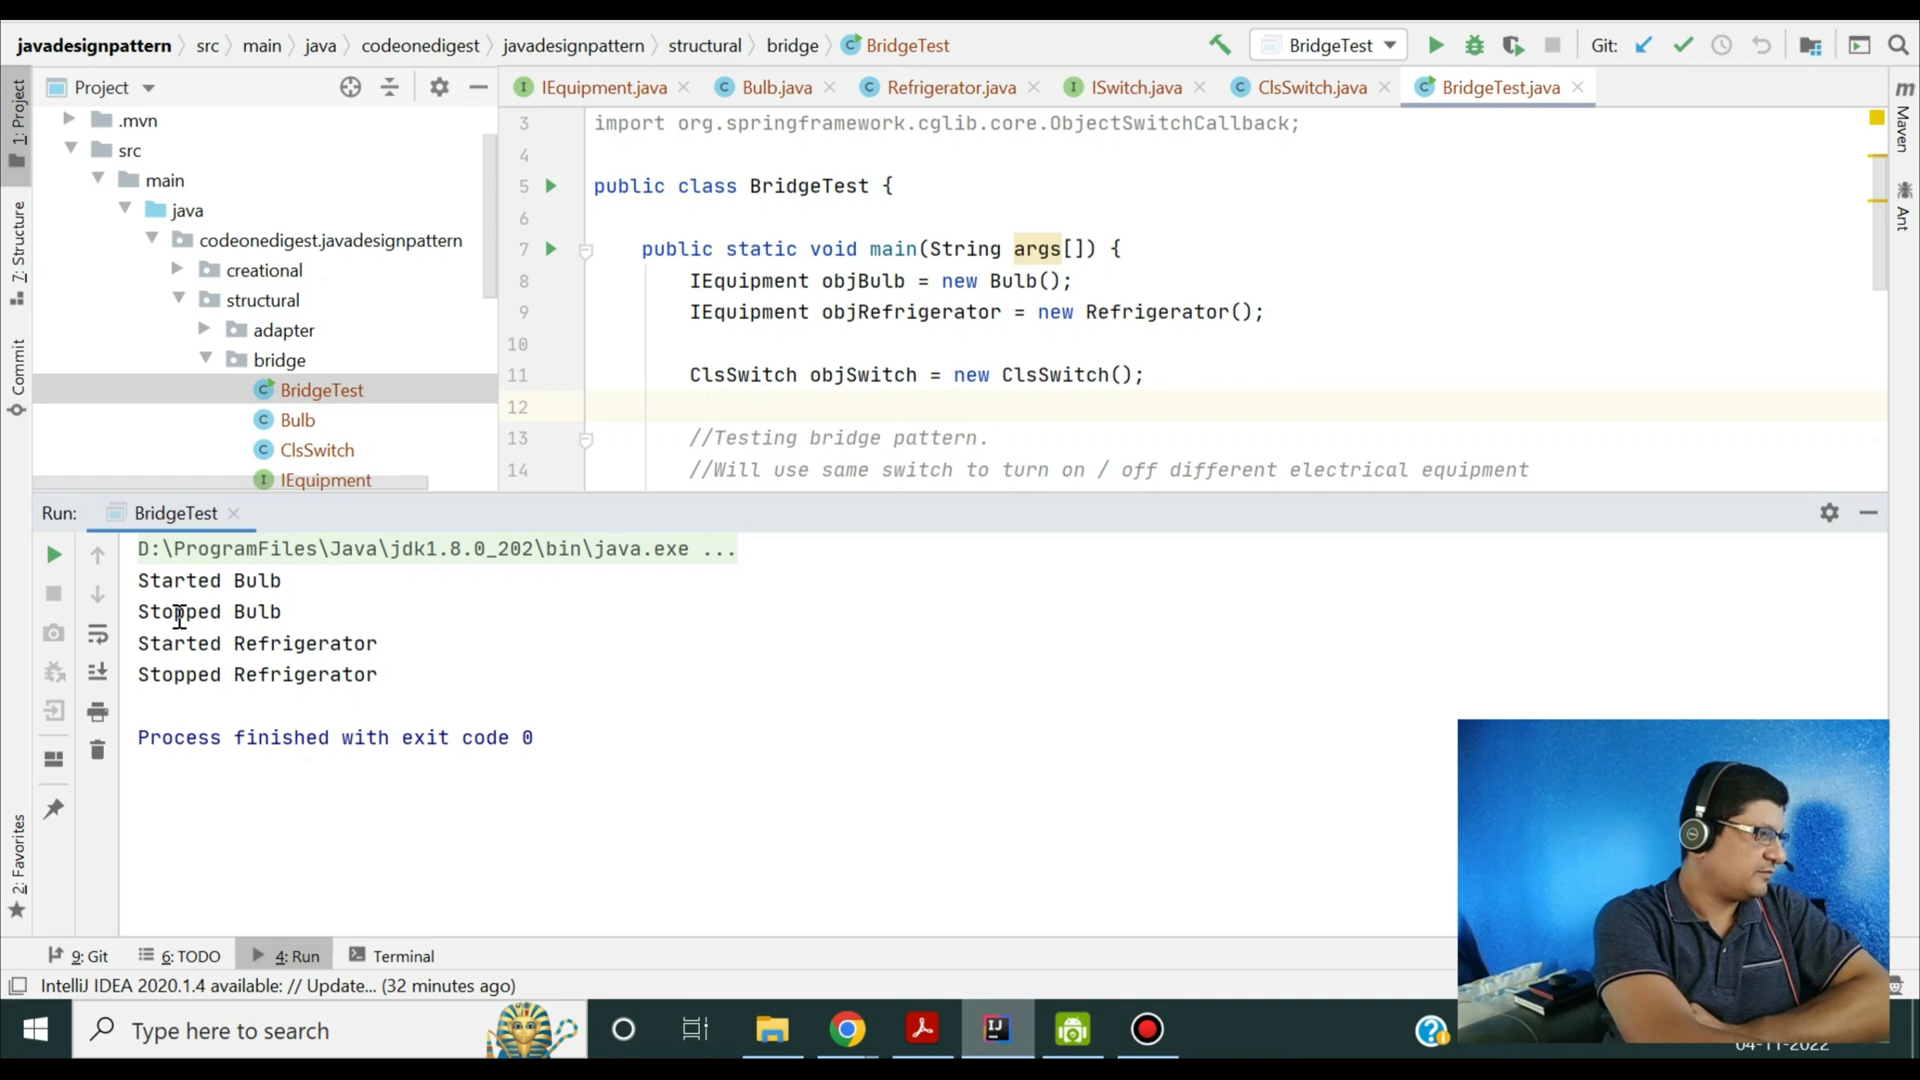 javadesignpattern
src
main
java
codeonedigest
javadesignpattern
structural
bridge
BridgeTest
BridgeTest
Git:
1: Project
Project
IEquipment.java
Bulb.java
Refrigerator.java
ISwitch.java
ClsSwitch.java
BridgeTest.java
Maven
Ant
7: Structure
Commit
2: Favorites
.mvn
src
main
java
codeonedigest.javadesignpattern
creational
structural
adapter
bridge
BridgeTest
Bulb
ClsSwitch
IEquipment
3 import org.springframework.cglib.core.ObjectSwitchCallback;
4
5 public class BridgeTest {
6
7 public static void main(String args[]) {
8 IEquipment objBulb = new Bulb();
9 IEquipment objRefrigerator = new Refrigerator();
10
11 ClsSwitch objSwitch = new ClsSwitch();
12
13 //Testing bridge pattern.
14 //Will use same switch to turn on / off different electrical equipment
Run: BridgeTest
D:\ProgramFiles\Java\jdk1.8.0_202\bin\java.exe ...
Started Bulb
Stopped Bulb
Started Refrigerator
Stopped Refrigerator
Process finished with exit code 0
9: Git
6: TODO
4: Run
Terminal
IntelliJ IDEA 2020.1.4 available: // Update... (32 minutes ago)
Type here to search
04-11-2022